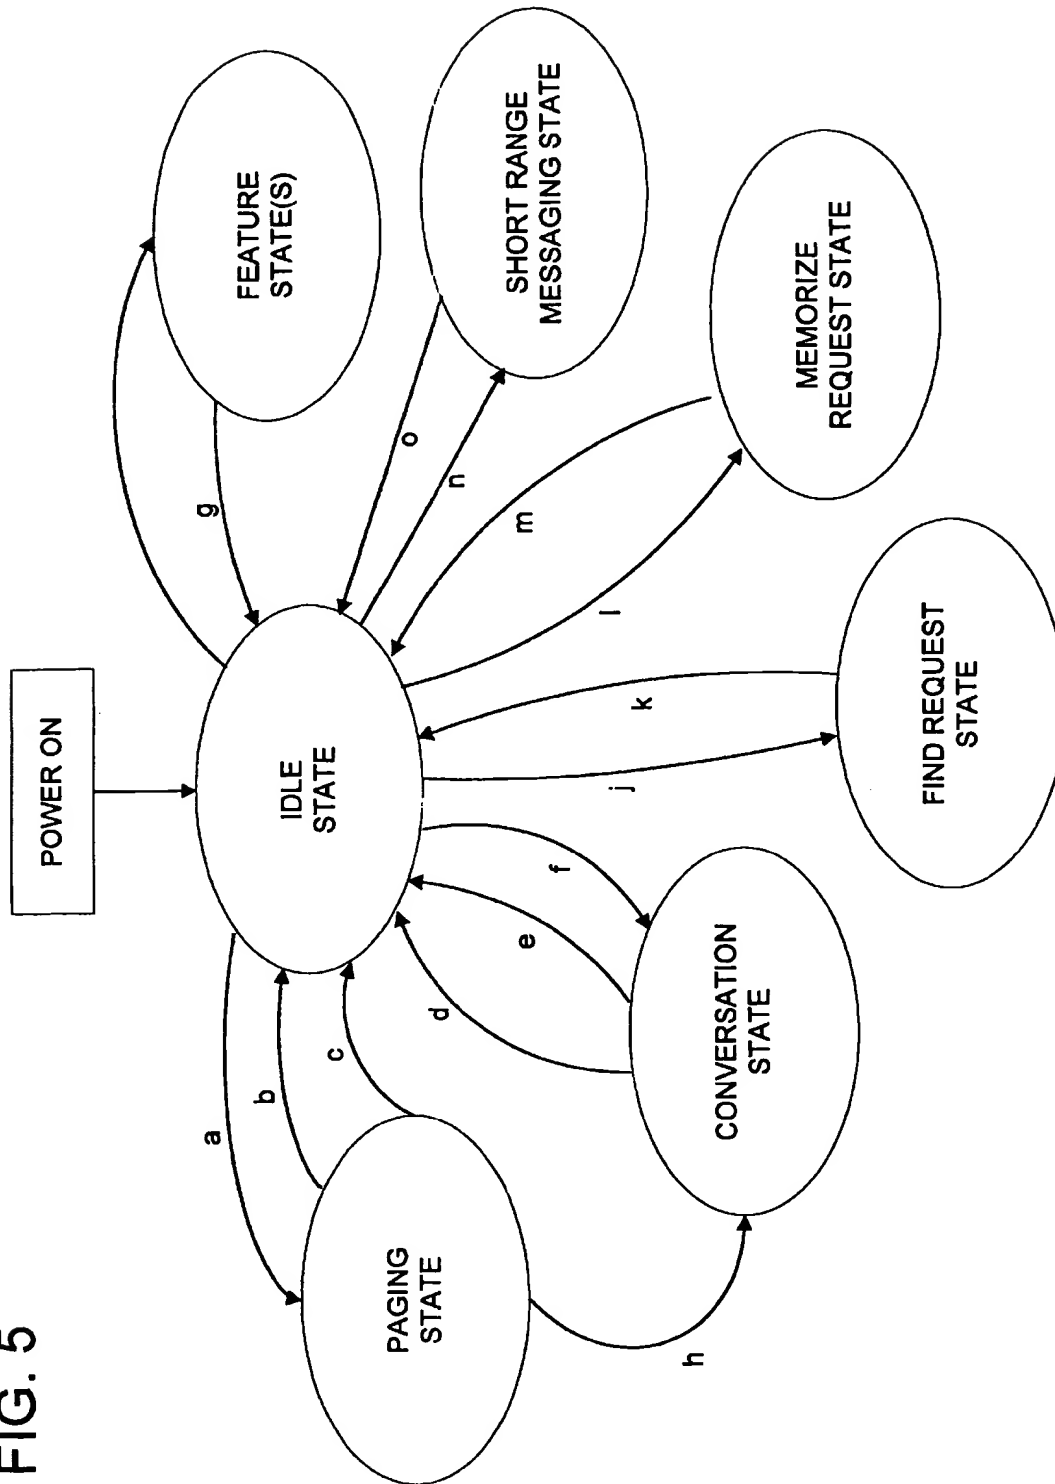 FIG. 5
POWER ON
IDLE
STATE
FEATURE
STATE(S)
SHORT RANGE
MESSAGING STATE
MEMORIZE
REQUEST STATE
FIND REQUEST
STATE
CONVERSATION
STATE
PAGING
STATE
a
b
c
d
e
f
g
h
j
k
l
m
n
o